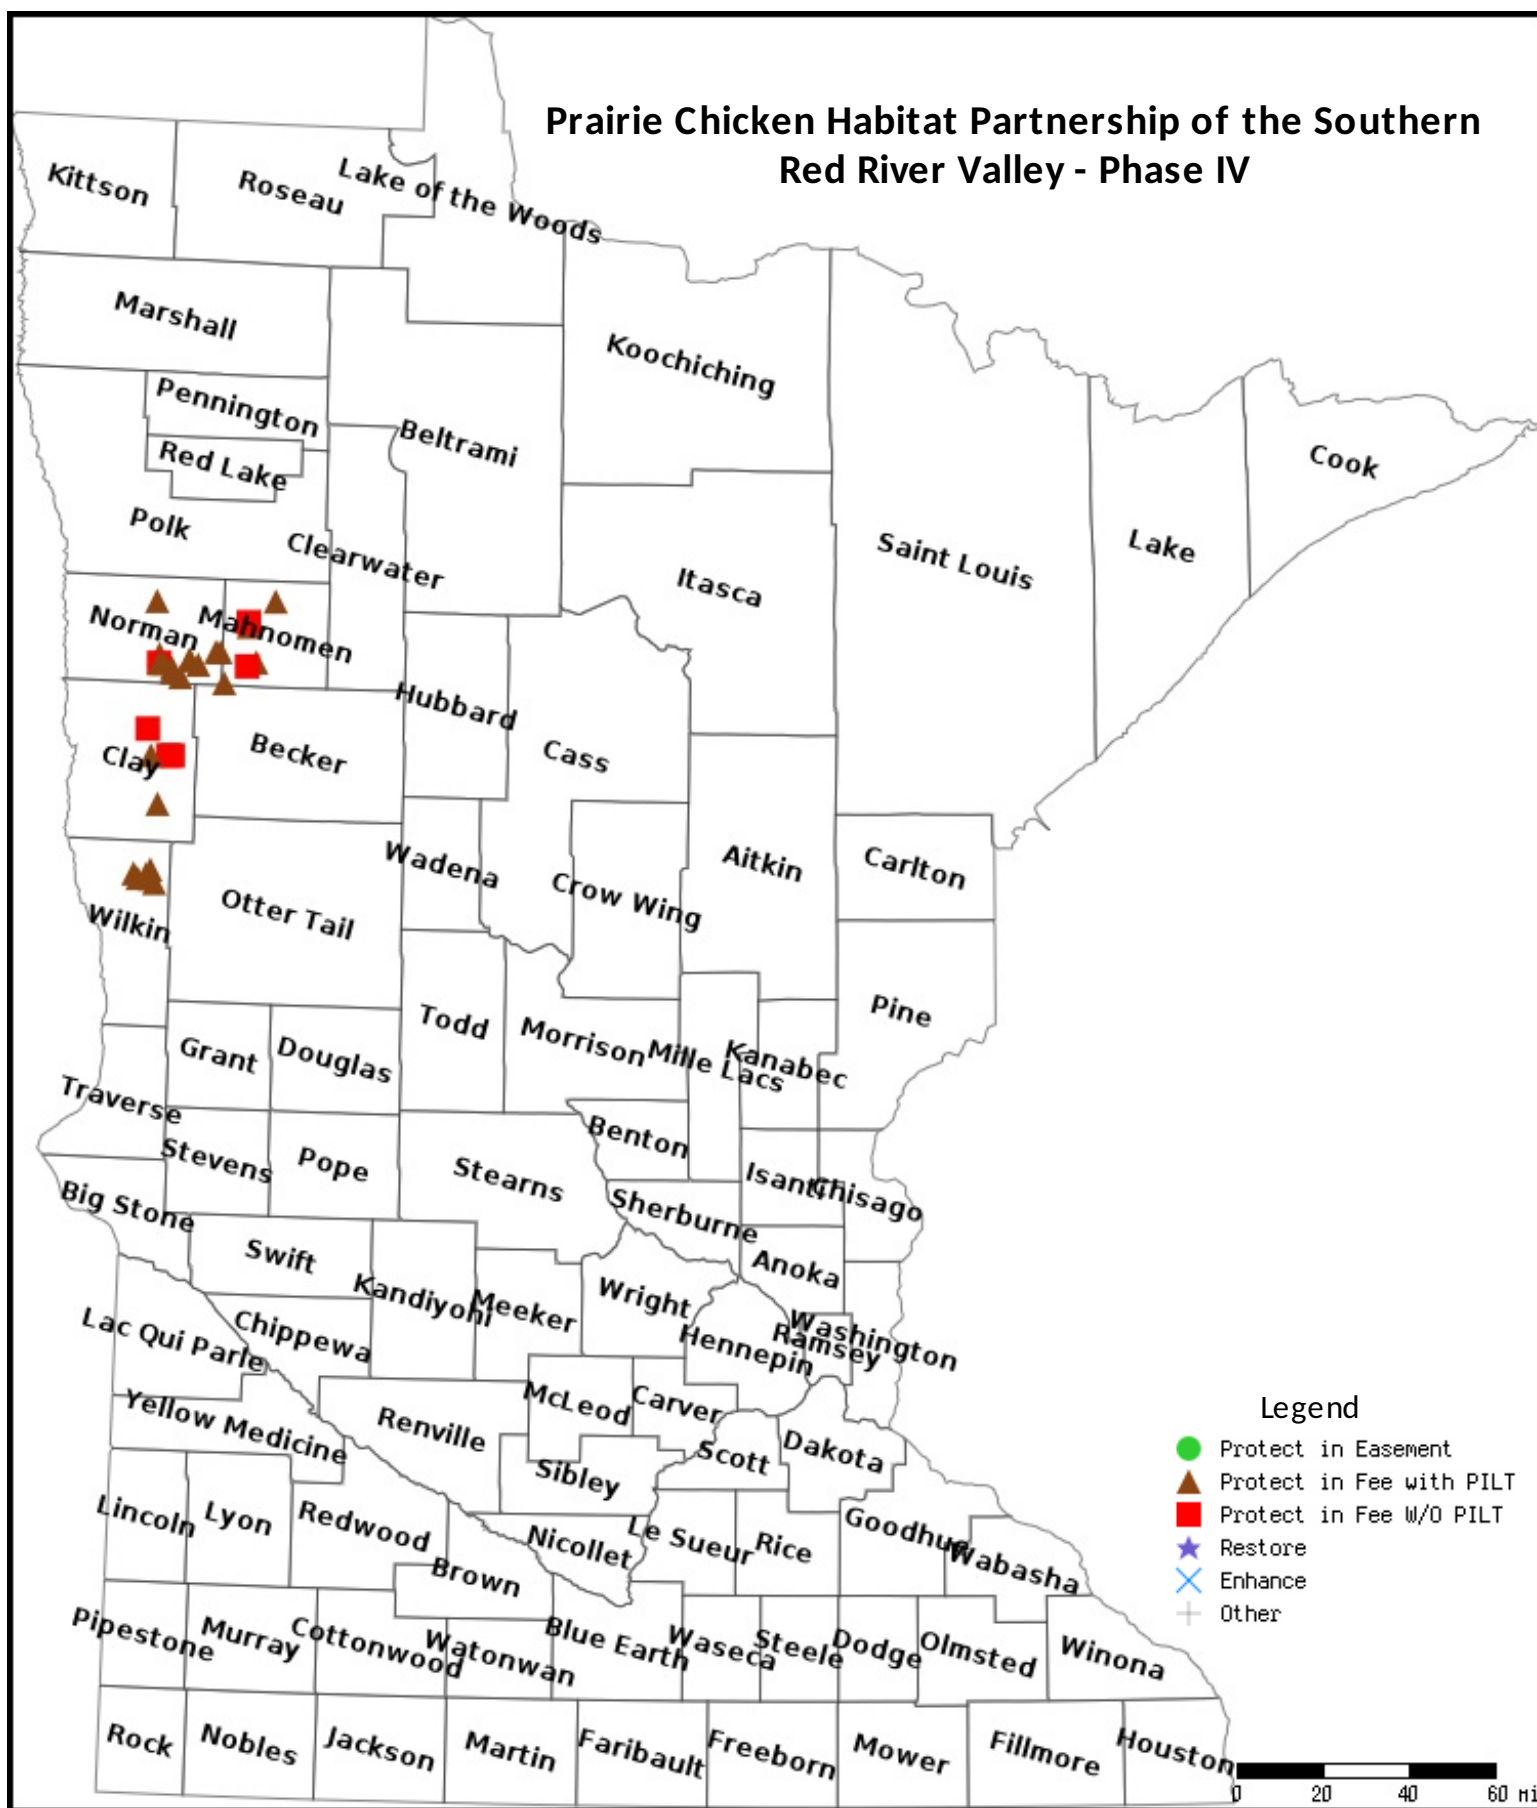 Prairie Chicken Habitat Partnership of the Southern
Red River Valley - Phase IV
Kittson
Roseau
Lake of the Woods
Marshall
Koochiching
Pennington
Beltrami
Red Lake
Cook
Polk
Clearwater
Saint Louis
Lake
Itasca
Norman
Mahnomen
Hubbard
Becker
Cass
Clay
Wadena
Aitkin
Carlton
Crow Wing
Otter Tail
Wilkin
Todd
Morrison
Pine
Grant
Douglas
Mille Lacs
Kanabec
Traverse
Benton
Stevens
Pope
Stearns
Isanti
Chisago
Big Stone
Sherburne
Swift
Anoka
Kandiyohi
Meeker
Wright
Lac Qui Parle
Chippewa
Hennepin
Ramsey
Washington
McLeod
Carver
Yellow Medicine
Renville
Scott
Dakota
Sibley
Lincoln
Lyon
Redwood
Nicollet
Le Sueur
Rice
Goodhue
Wabasha
Brown
Pipestone
Murray
Cottonwood
Watonwan
Blue Earth
Waseca
Steele
Dodge
Olmsted
Winona
Rock
Nobles
Jackson
Martin
Faribault
Freeborn
Mower
Fillmore
Houston
Legend
Protect in Easement
Protect in Fee with PILT
Protect in Fee W/O PILT
Restore
Enhance
Other
0 20 40 60 Mi